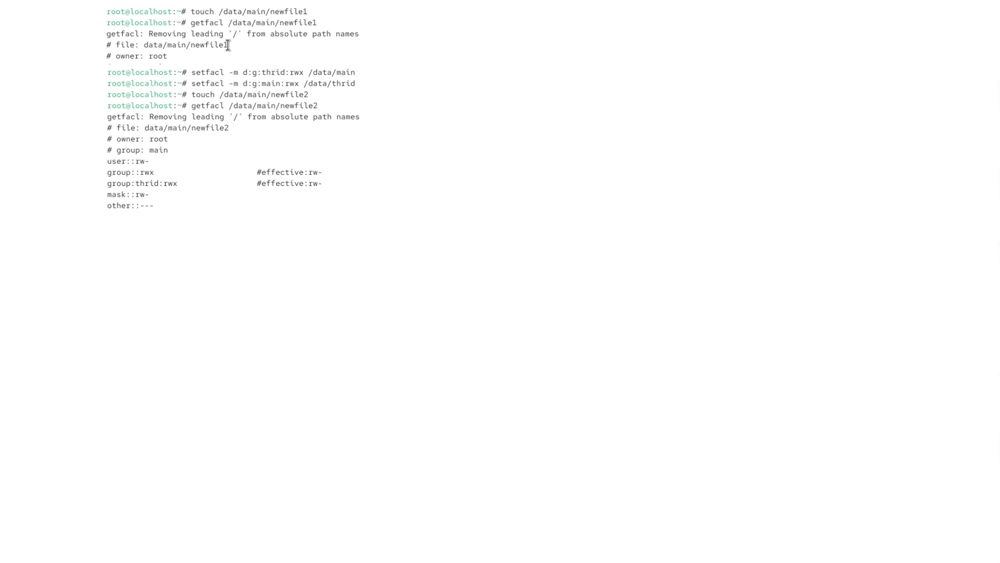 root@localhost:~# touch /data/main/newfile1
root@localhost:~# getfacl /data/main/newfile1
getfacl: Removing leading '/' from absolute path names
# file: data/main/newfile1
# owner: root
root@localhost:~# setfacl -m d:g:thrid:rwx /data/main
root@localhost:~# setfacl -m d:g:main:rwx /data/thrid
root@localhost:~# touch /data/main/newfile2
root@localhost:~# getfacl /data/main/newfile2
getfacl: Removing leading '/' from absolute path names
# file: data/main/newfile2
# owner: root
# group: main
user::rw-
group::rwx #effective:rw-
group:thrid:rwx #effective:rw-
mask::rw-
other::---